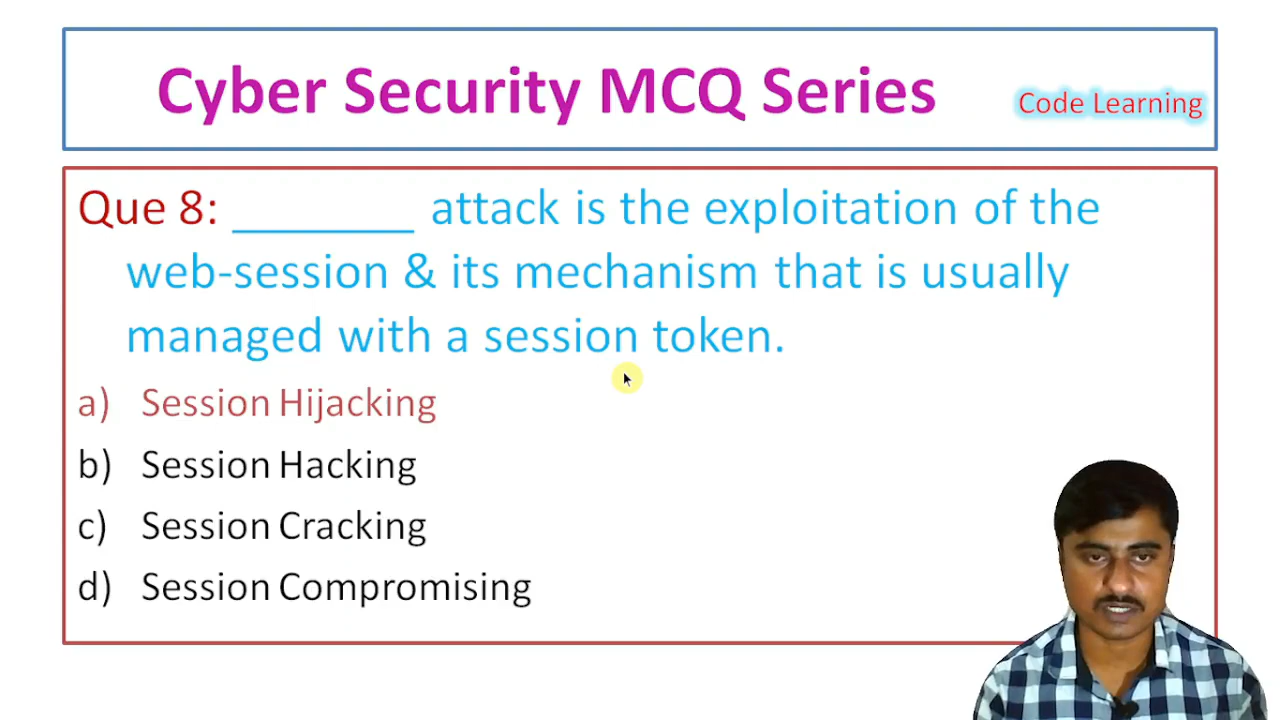 Cyber Security MCQ Series
Code Learning
Que 8: _______ attack is the exploitation of the
web-session & its mechanism that is usually
managed with a session token.
a) Session Hijacking
b) Session Hacking
c) Session Cracking
d) Session Compromising